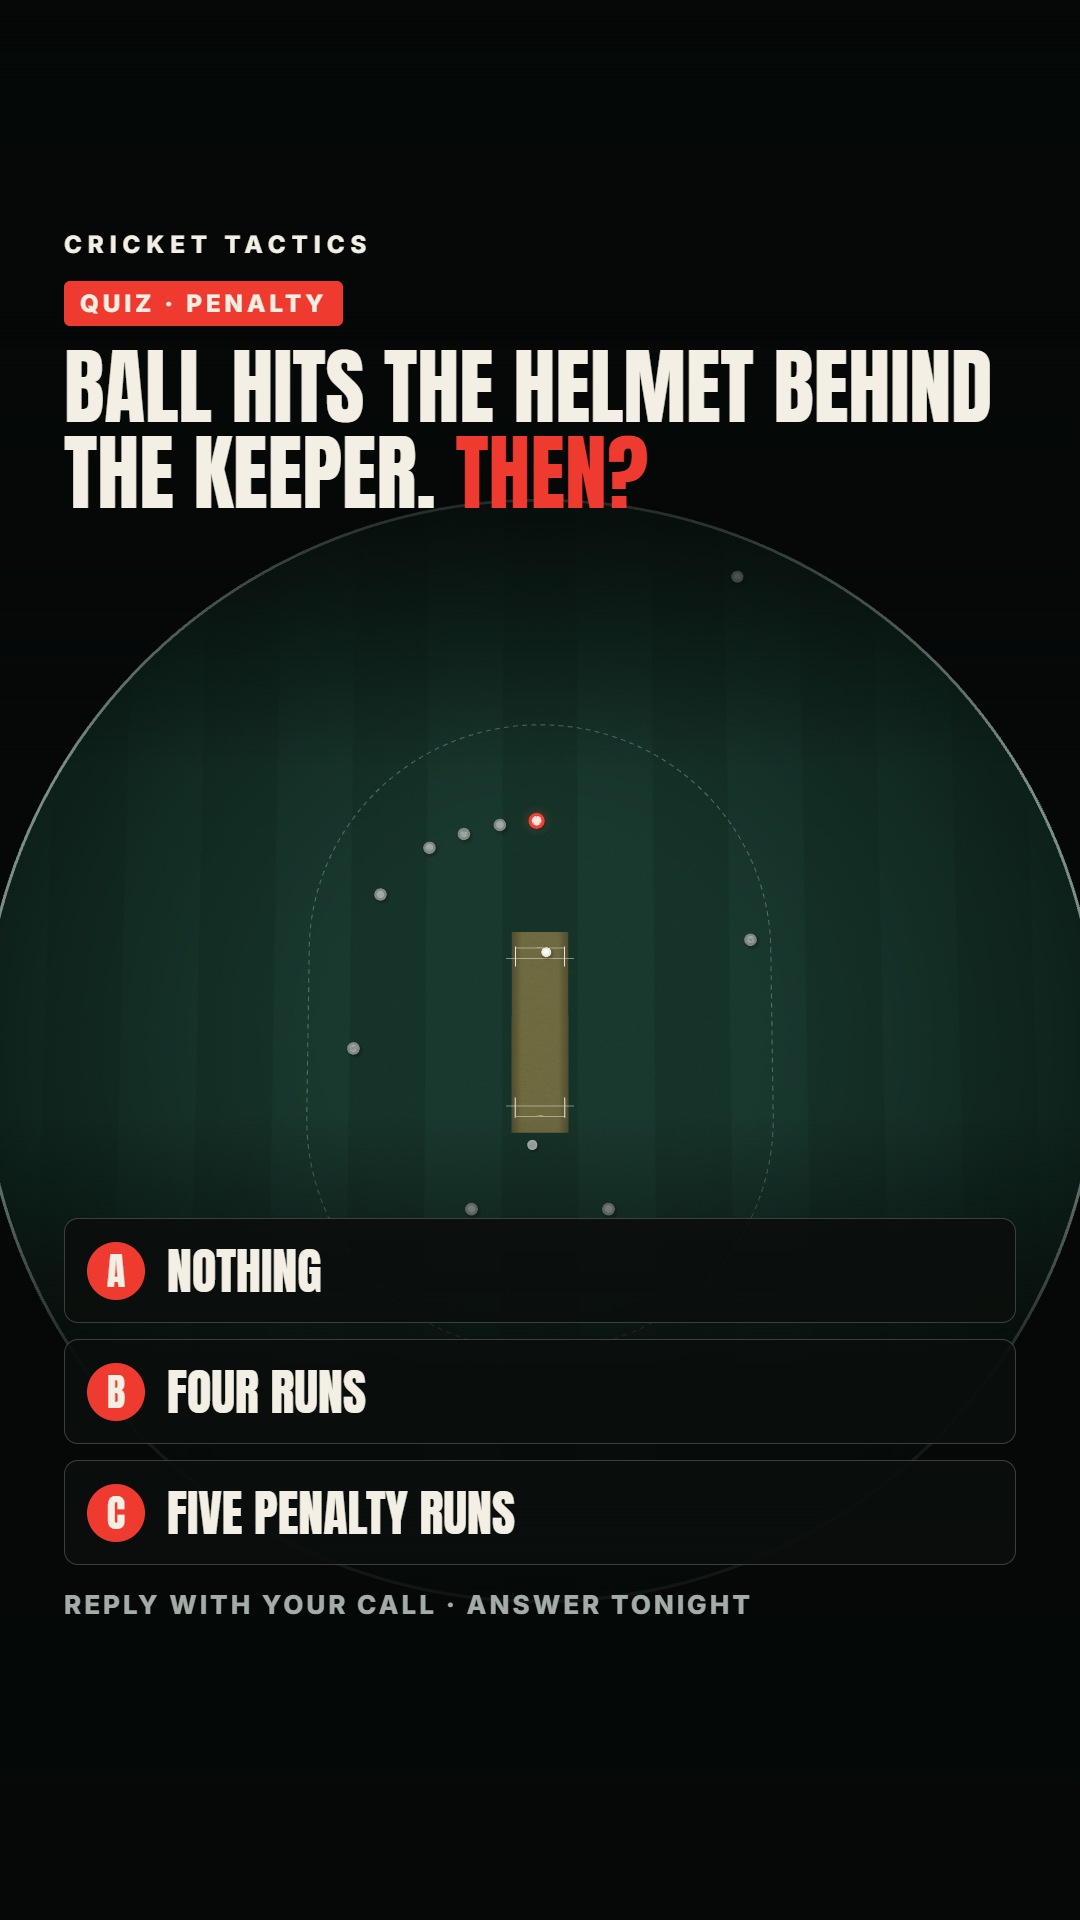 CRICKET TACTICS
QUIZ · PENALTY
BALL HITS THE HELMET BEHIND
THE KEEPER. THEN?
A NOTHING
B FOUR RUNS
C FIVE PENALTY RUNS
REPLY WITH YOUR CALL · ANSWER TONIGHT